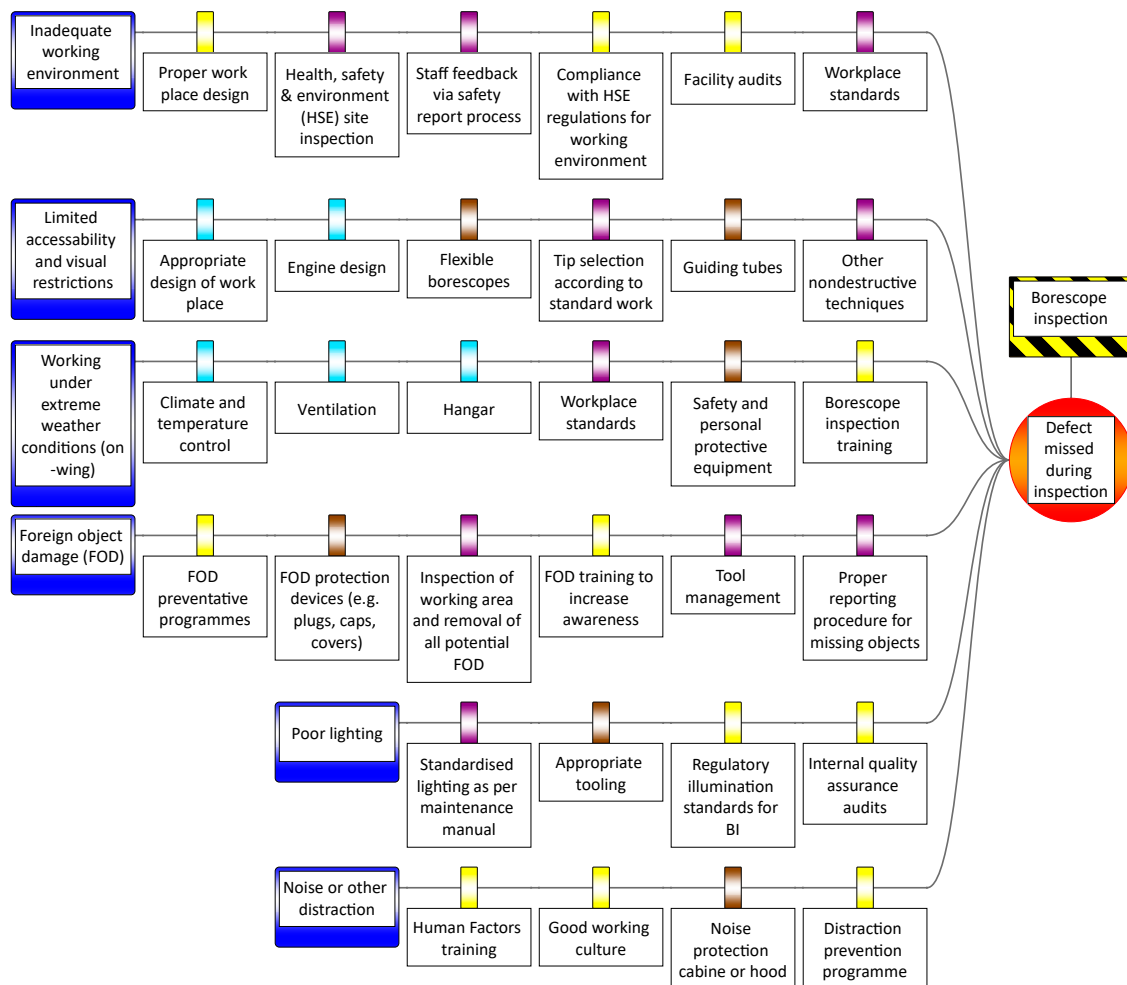 Inadequate
working
environment
Proper work
place design
Health, safety
& environment
(HSE) site
inspection
Staff feedback
via safety
report process
Compliance
with HSE
regulations for
working
environment
Facility audits
Workplace
standards
Limited
accessability
and visual
restrictions
Appropriate
design of work
place
Engine design
Flexible
borescopes
Tip selection
according to
standard work
Guiding tubes
Other
nondestructive
techniques
Borescope
inspection
Working
under
extreme
weather
conditions (on
-wing)
Climate and
temperature
control
Ventilation
Hangar
Workplace
standards
Safety and
personal
protective
equipment
Borescope
inspection
training
Defect
missed
during
inspection
Foreign object
damage (FOD)
FOD
preventative
programmes
FOD protection
devices (e.g.
plugs, caps,
covers)
Inspection of
working area
and removal of
all potential
FOD
FOD training to
increase
awareness
Tool
management
Proper
reporting
procedure for
missing objects
Poor lighting
Standardised
lighting as per
maintenance
manual
Appropriate
tooling
Regulatory
illumination
standards for
BI
Internal quality
assurance
audits
Noise or other
distraction
Human Factors
training
Good working
culture
Noise
protection
cabine or hood
Distraction
prevention
programme